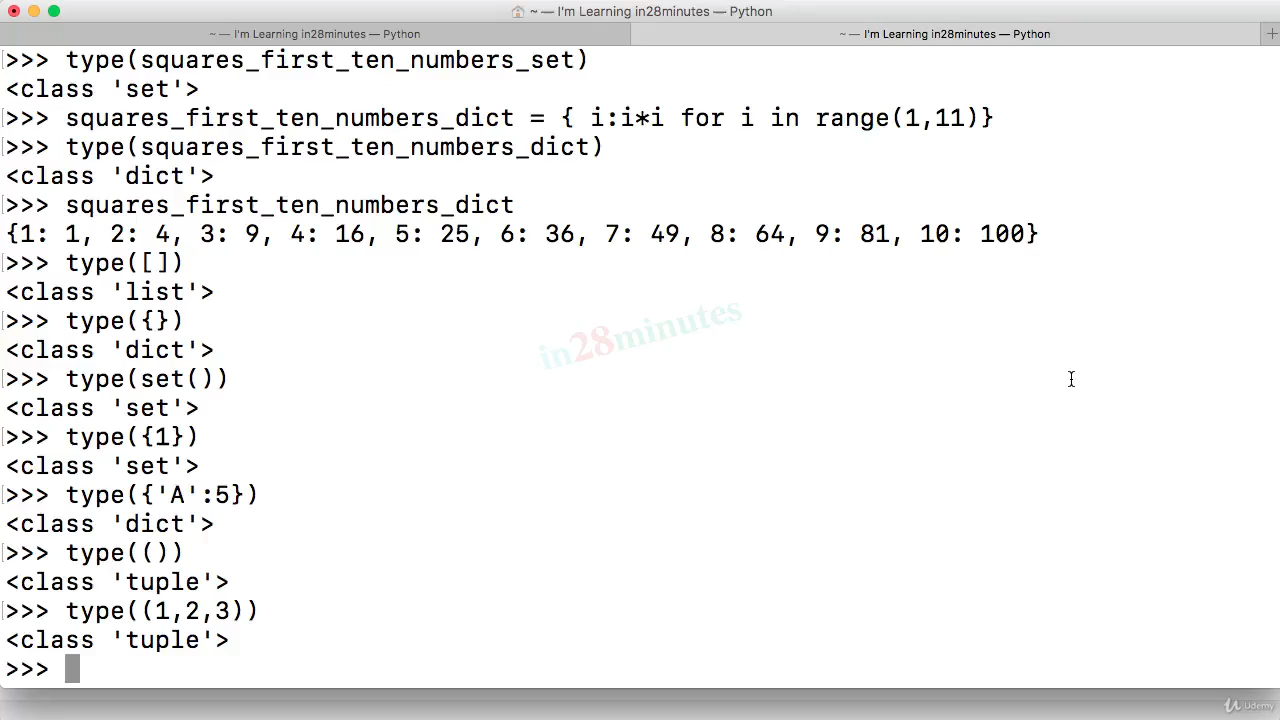 ~ — I'm Learning in28minutes — Python
~ — I'm Learning in28minutes — Python
~ — I'm Learning in28minutes — Python
>>> type(squares_first_ten_numbers_set)
<class 'set'>
>>> squares_first_ten_numbers_dict = { i:i*i for i in range(1,11)}
>>> type(squares_first_ten_numbers_dict)
<class 'dict'>
>>> squares_first_ten_numbers_dict
{1: 1, 2: 4, 3: 9, 4: 16, 5: 25, 6: 36, 7: 49, 8: 64, 9: 81, 10: 100}
>>> type([])
<class 'list'>
>>> type({})
<class 'dict'>
>>> type(set())
<class 'set'>
>>> type({1})
<class 'set'>
>>> type({'A':5})
<class 'dict'>
>>> type(())
<class 'tuple'>
>>> type((1,2,3))
<class 'tuple'>
>>>
in28minutes
Udemy